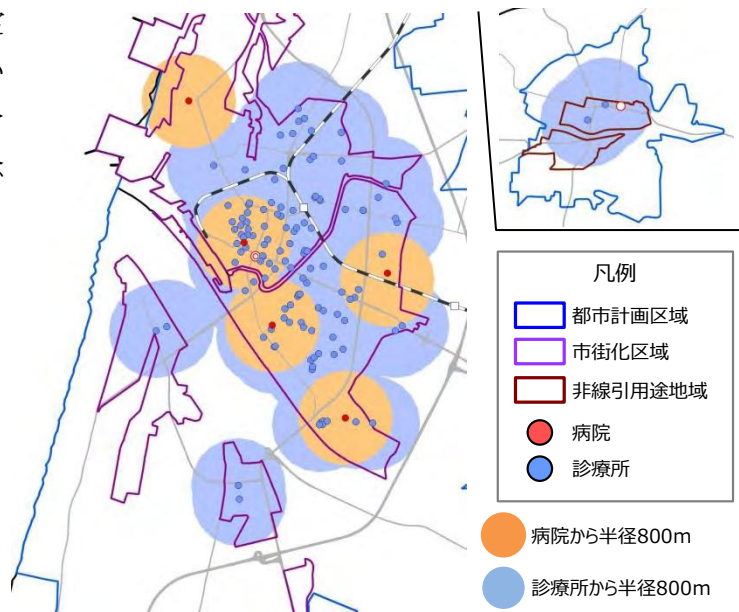 凡例
都市計画区域
市街化区域
非線引用途地域
病院
診療所
病院から半径800m
診療所から半径800m